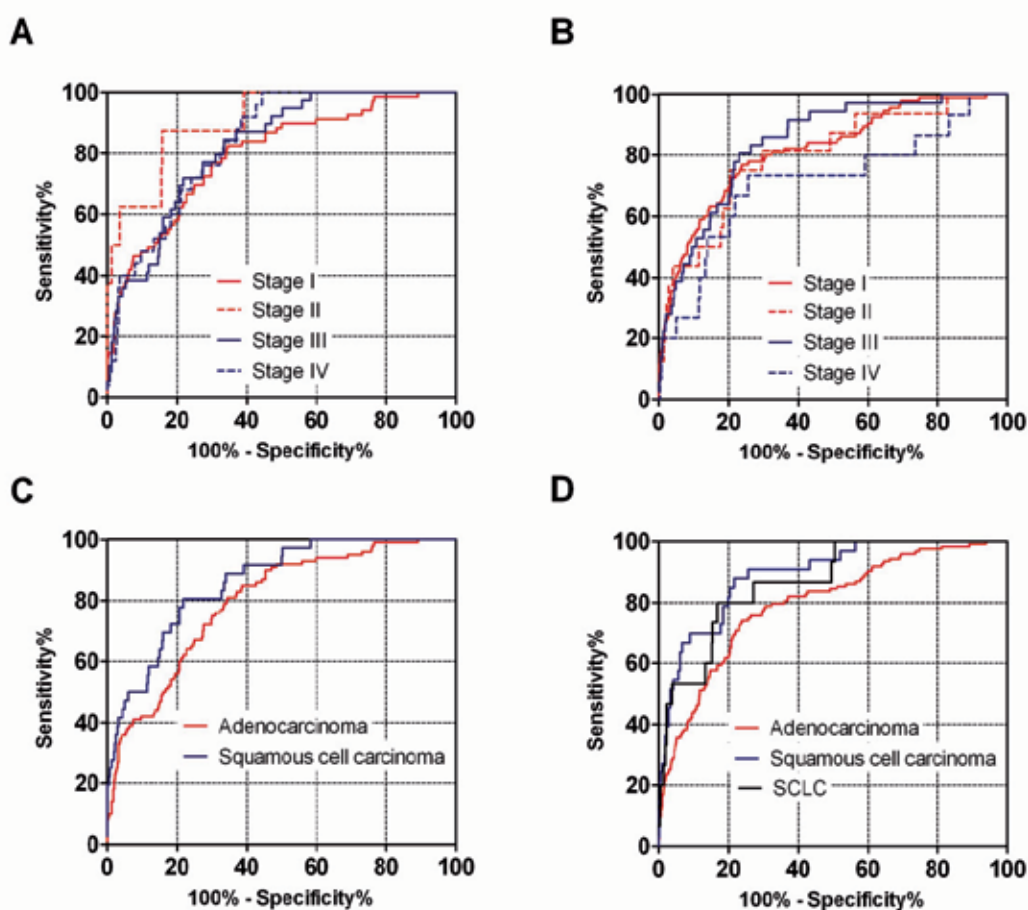 A
100
80
60
40
20
0
Sensitivity%
Stage I
Stage II
Stage III
Stage IV
0 20 40 60 80 100
100% - Specificity%
B
100
80
60
40
20
0
Sensitivity%
Stage I
Stage II
Stage III
Stage IV
0 20 40 60 80 100
100% - Specificity%
C
100
80
60
40
20
0
Sensitivity%
Adenocarcinoma
Squamous cell carcinoma
0 20 40 60 80 100
100% - Specificity%
D
100
80
60
40
20
0
Sensitivity%
Adenocarcinoma
Squamous cell carcinoma
SCLC
0 20 40 60 80 100
100% - Specificity%